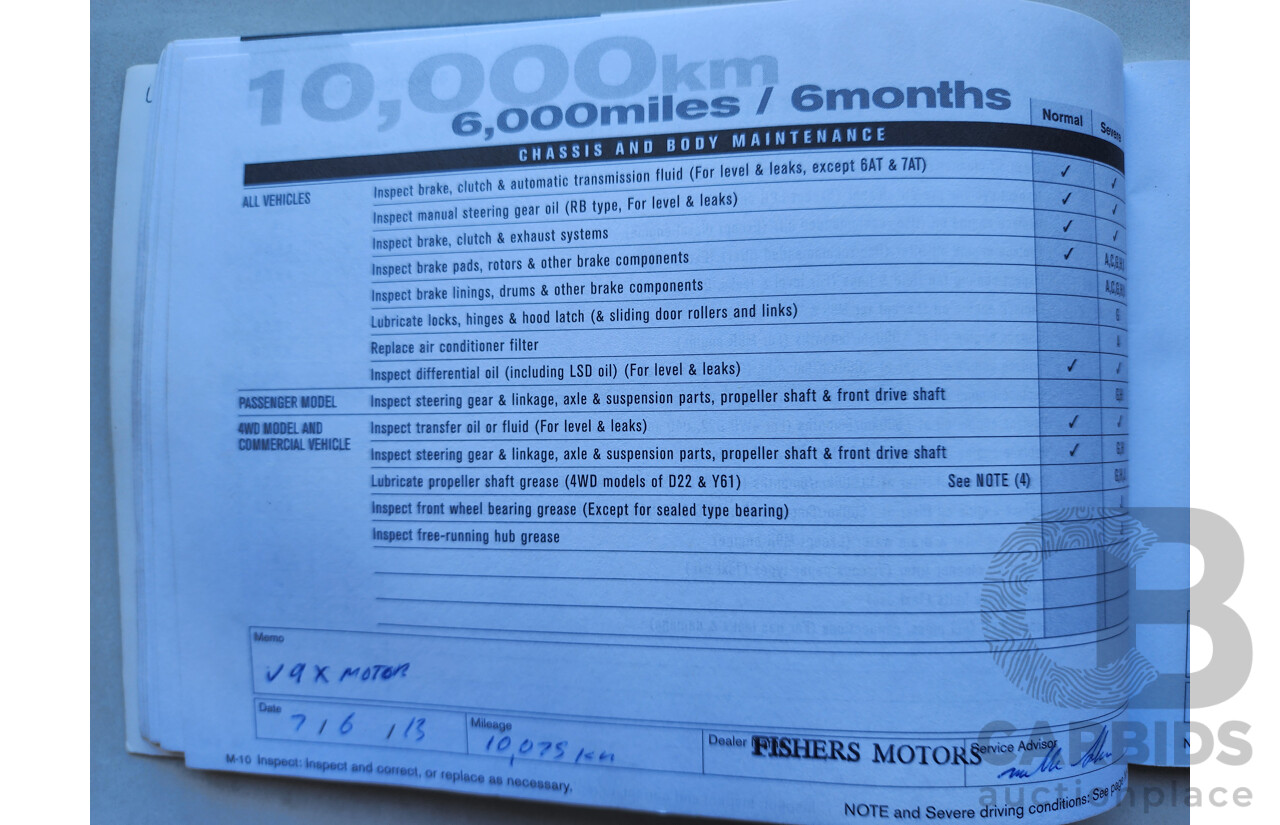 10,000km
6,000miles / 6months
Normal Severe
CHASSIS AND BODY MAINTENANCE
ALL VEHICLES Inspect brake, clutch & automatic transmission fluid (For level & leaks, except 6AT & 7AT) ✓ ✓
Inspect manual steering gear oil (RB type, For level & leaks) ✓ ✓
Inspect brake, clutch & exhaust systems ✓ ✓
Inspect brake pads, rotors & other brake components ✓ A,C,G,H
Inspect brake linings, drums & other brake components A,C,G,H
Lubricate locks, hinges & hood latch (& sliding door rollers and links) G
Replace air conditioner filter
Inspect differential oil (including LSD oil) (For level & leaks) ✓ ✓
PASSENGER MODEL Inspect steering gear & linkage, axle & suspension parts, propeller shaft & front drive shaft G,H
4WD MODEL AND Inspect transfer oil or fluid (For level & leaks) ✓ ✓
COMMERCIAL VEHICLE Inspect steering gear & linkage, axle & suspension parts, propeller shaft & front drive shaft ✓ G,H
Lubricate propeller shaft grease (4WD models of D22 & Y61) See NOTE (4) G,H
Inspect front wheel bearing grease (Except for sealed type bearing)
Inspect free-running hub grease
Memo
V9X MOTOR
Date 7 / 6 / 13 Mileage 10,075 km Dealer FISHERS MOTORS Service Advisor
M-10 Inspect: Inspect and correct, or replace as necessary.
NOTE and Severe driving conditions: See page
CB
CARBIDS
auctionplace